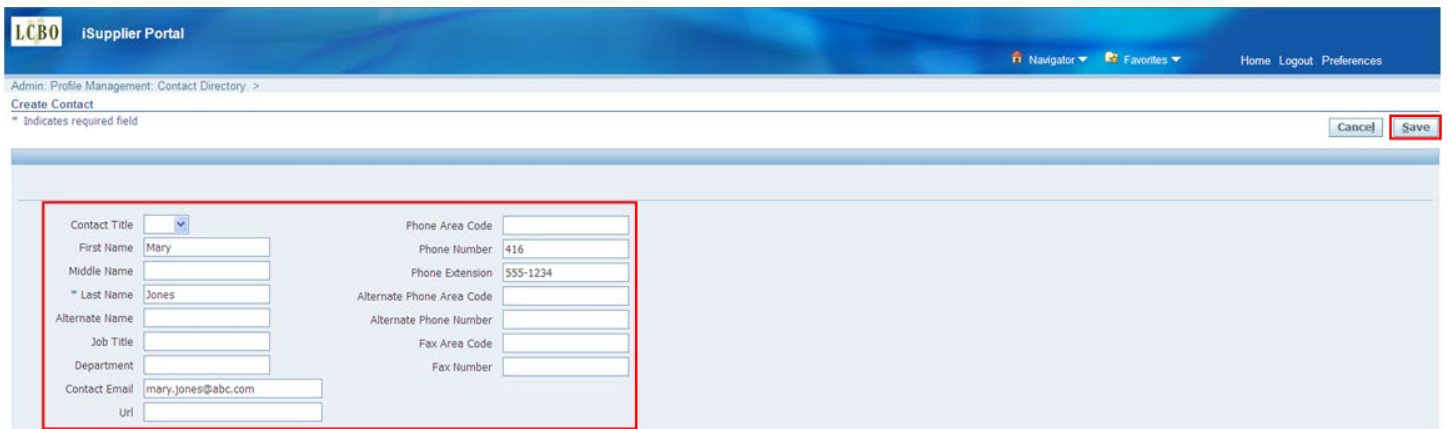 LCBO iSupplier Portal
Navigator Favorites Home Logout Preferences
Admin: Profile Management: Contact Directory >
Create Contact
* Indicates required field
Cancel Save
Contact Title Phone Area Code
First Name Mary Phone Number 416
Middle Name Phone Extension 555-1234
* Last Name Jones Alternate Phone Area Code
Alternate Name Alternate Phone Number
Job Title Fax Area Code
Department Fax Number
Contact Email mary.jones@abc.com
Url